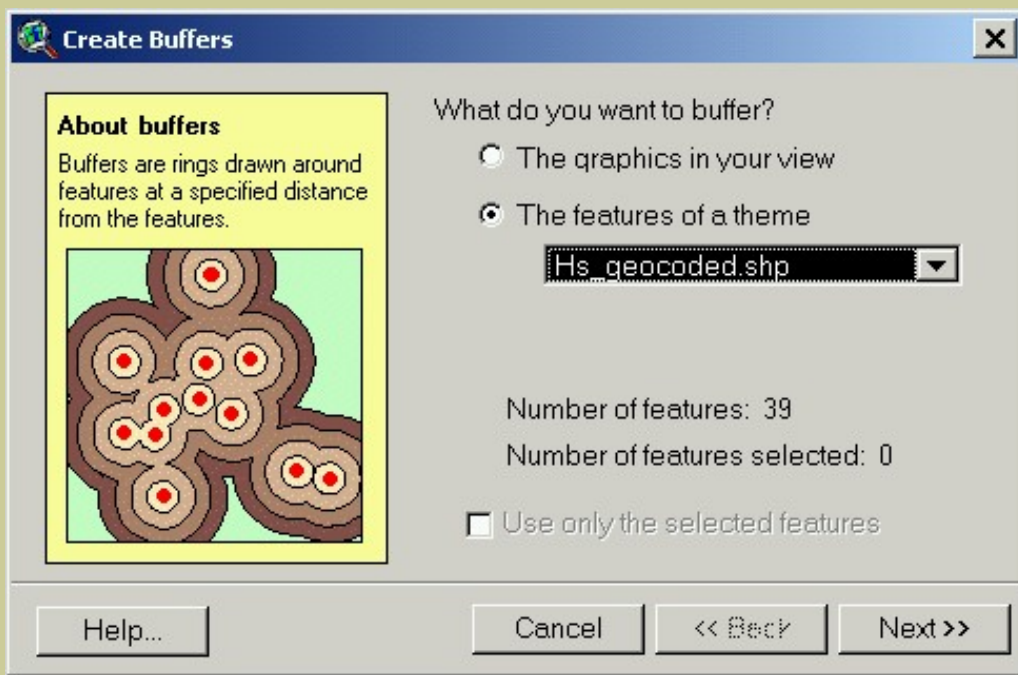 Create Buffers
About buffers
Buffers are rings drawn around
features at a specified distance
from the features.
What do you want to buffer?
The graphics in your view
The features of a theme
Hs_geocoded.shp
Number of features: 39
Number of features selected: 0
Use only the selected features
Help...
Cancel
<< Back
Next >>